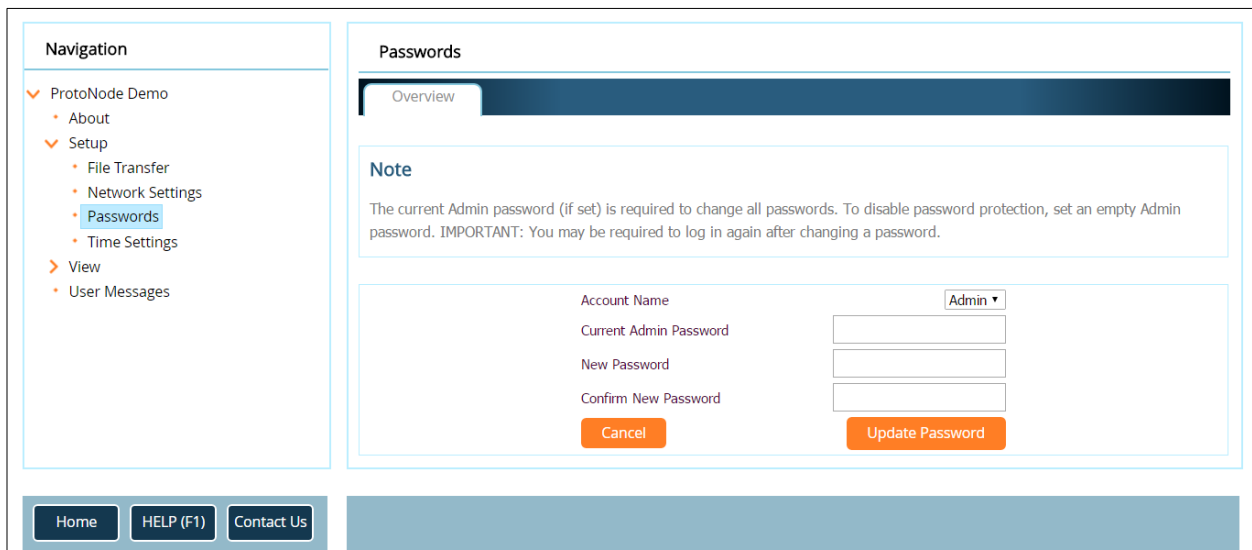 Navigation
ProtoNode Demo
About
Setup
File Transfer
Network Settings
Passwords
Time Settings
View
User Messages
Passwords
Overview
Note
The current Admin password (if set) is required to change all passwords. To disable password protection, set an empty Admin
password. IMPORTANT: You may be required to log in again after changing a password.
Account Name Admin
Current Admin Password
New Password
Confirm New Password
Cancel Update Password
Home HELP (F1) Contact Us